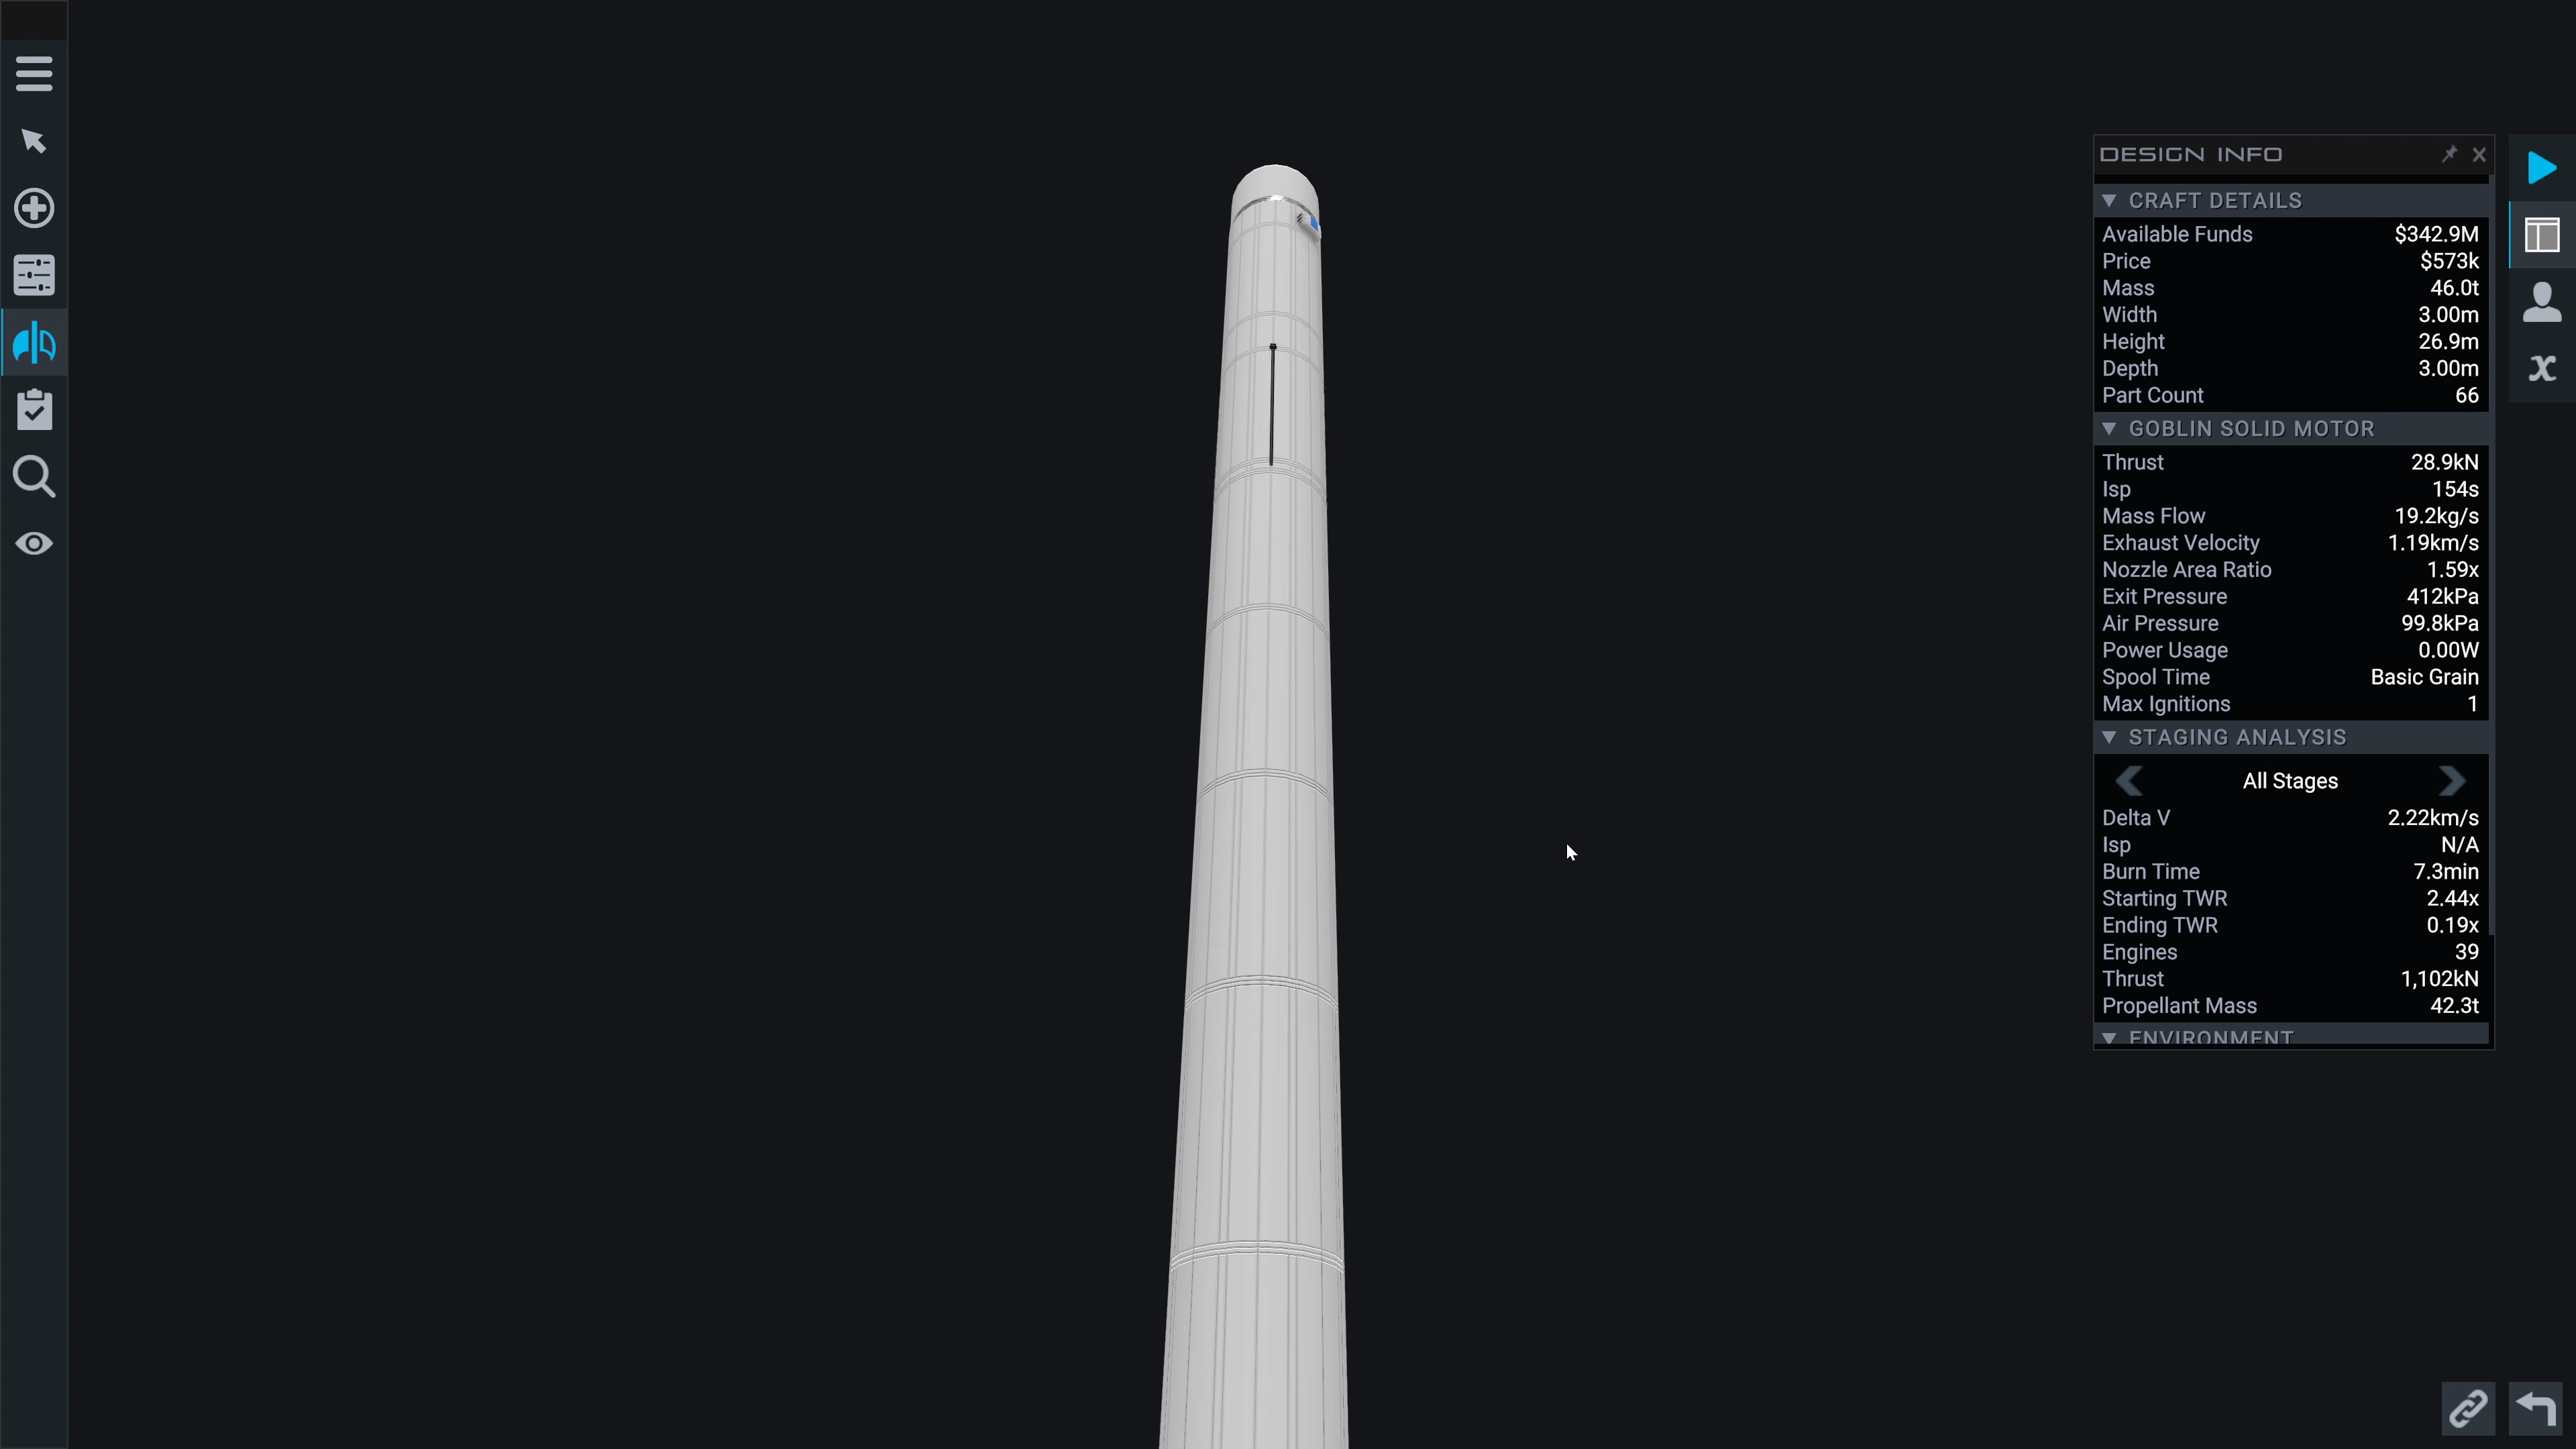 DESIGN INFO
CRAFT DETAILS
Available Funds $342.9M
Price $573k
Mass 46.0t
Width 3.00m
Height 26.9m
Depth 3.00m
Part Count 66
GOBLIN SOLID MOTOR
Thrust 28.9kN
Isp 154s
Mass Flow 19.2kg/s
Exhaust Velocity 1.19km/s
Nozzle Area Ratio 1.59x
Exit Pressure 412kPa
Air Pressure 99.8kPa
Power Usage 0.00W
Spool Time Basic Grain
Max Ignitions 1
STAGING ANALYSIS
All Stages
Delta V 2.22km/s
Isp N/A
Burn Time 7.3min
Starting TWR 2.44x
Ending TWR 0.19x
Engines 39
Thrust 1,102kN
Propellant Mass 42.3t
ENVIRONMENT